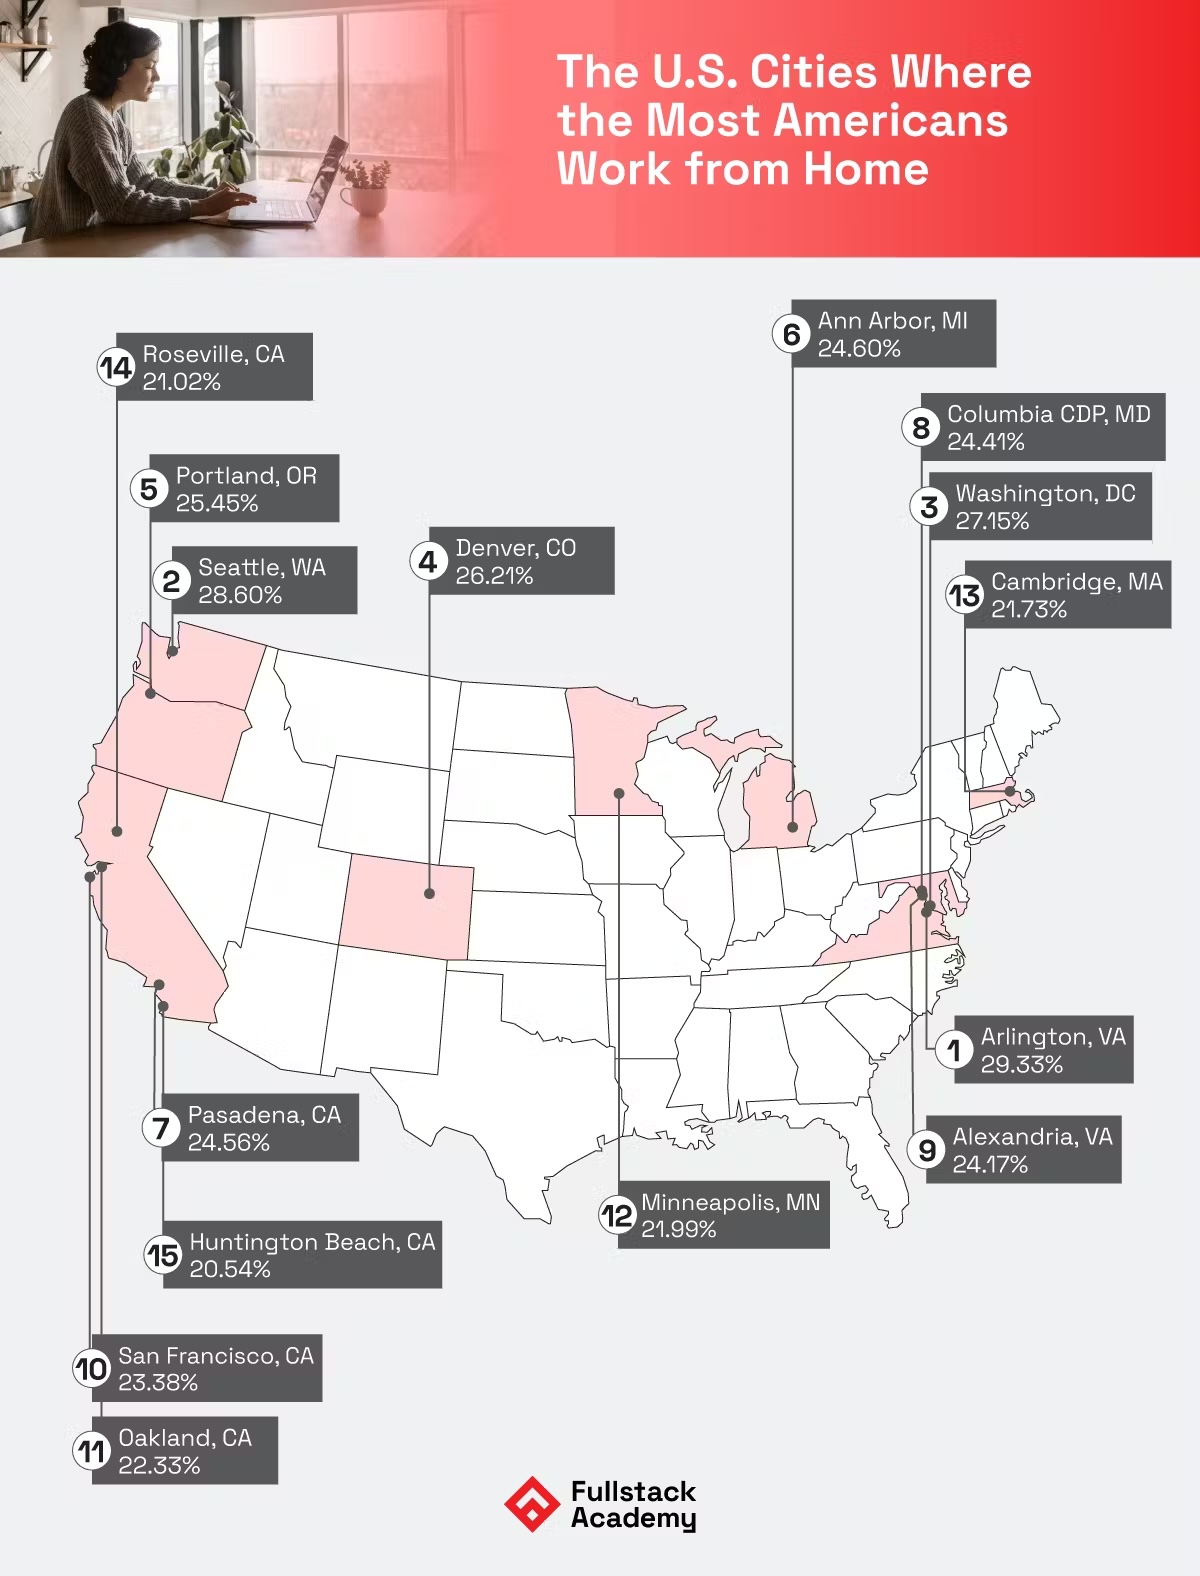 The U.S. Cities Where
the Most Americans
Work from Home
6
Ann Arbor, MI
24.60%
14
Roseville, CA
21.02%
8
Columbia CDP, MD
24.41%
5
Portland, OR
25.45%
3
Washington, DC
27.15%
4
Denver, CO
26.21%
2
Seattle, WA
28.60%
13
Cambridge, MA
21.73%
1
Arlington, VA
29.33%
7
Pasadena, CA
24.56%
9
Alexandria, VA
24.17%
12
Minneapolis, MN
21.99%
15
Huntington Beach, CA
20.54%
10
San Francisco, CA
23.38%
11
Oakland, CA
22.33%
Fullstack
Academy